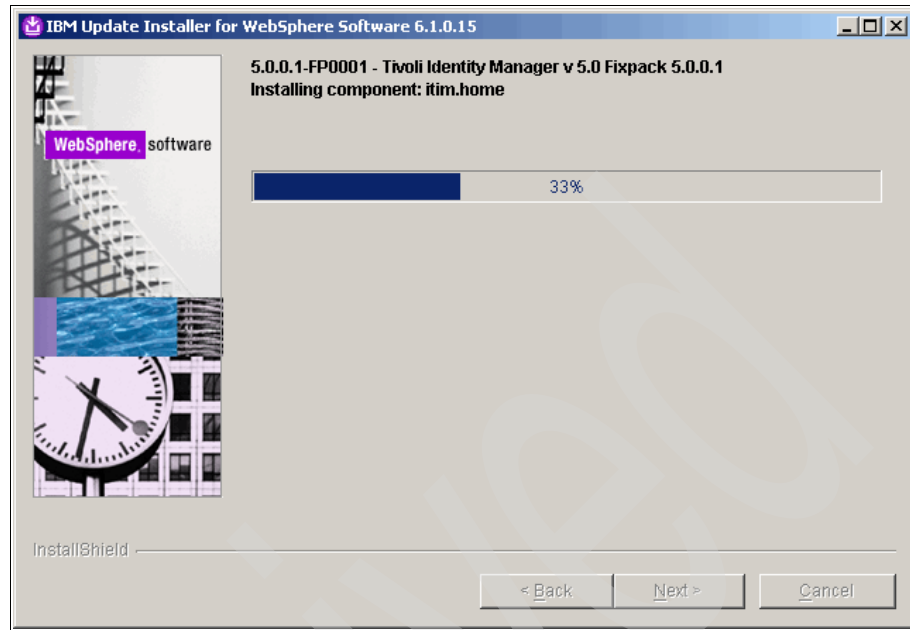 IBM Update Installer for WebSphere Software 6.1.0.15
5.0.0.1-FP0001 - Tivoli Identity Manager v 5.0 Fixpack 5.0.0.1
Installing component: itim.home
WebSphere. software
33%
InstallShield
< Back
Next >
Cancel